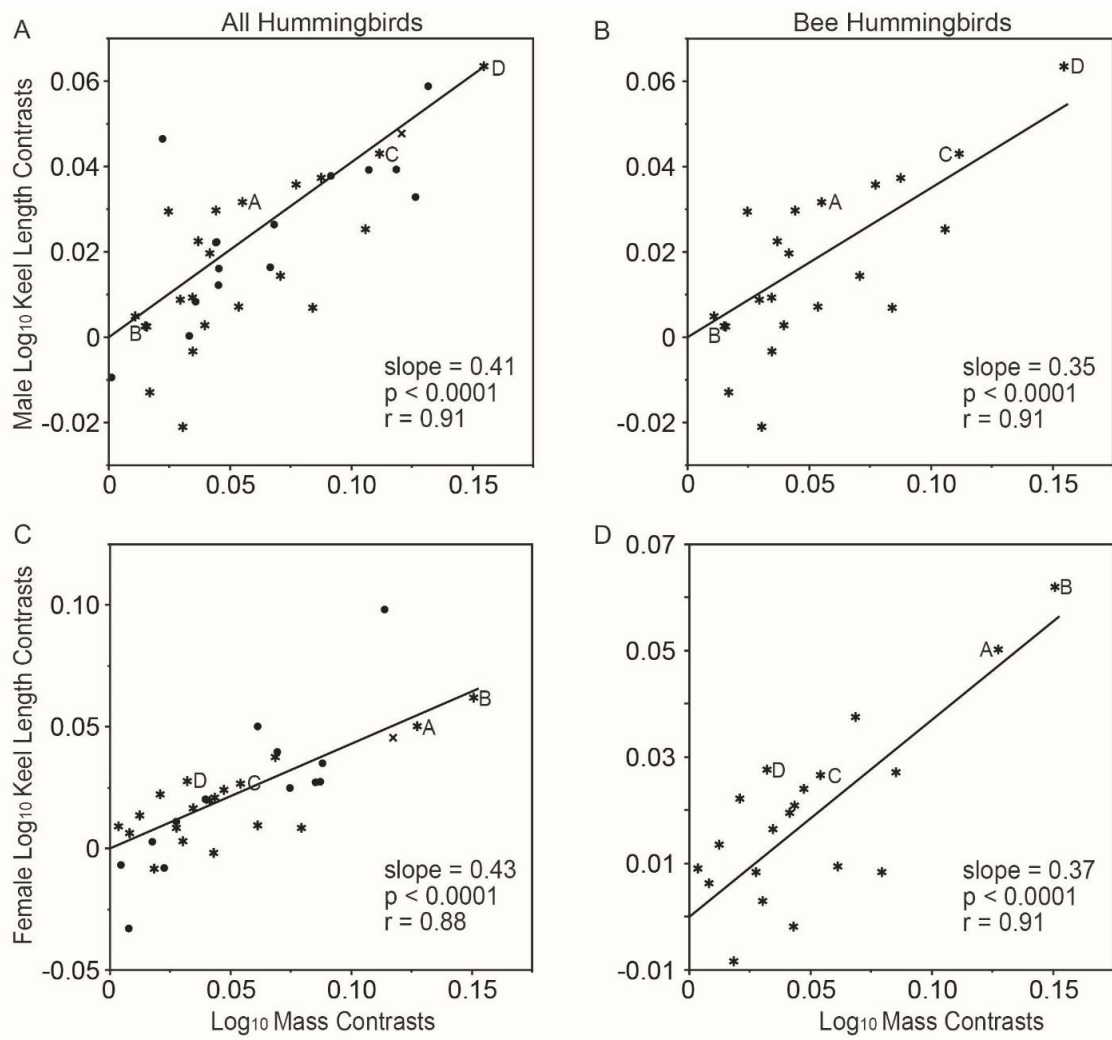 A All Hummingbirds
Male Log₁₀ Keel Length Contrasts
0.06
0.04
0.02
0
-0.02
D
C
A
B
slope = 0.41
p < 0.0001
r = 0.91
0 0.05 0.10 0.15
B Bee Hummingbirds
0.06
0.04
0.02
0
-0.02
D
C
A
B
slope = 0.35
p < 0.0001
r = 0.91
0 0.05 0.10 0.15
C
Female Log₁₀ Keel Length Contrasts
0.10
0.05
0
-0.05
B
A
D C
slope = 0.43
p < 0.0001
r = 0.88
0 0.05 0.10 0.15
Log₁₀ Mass Contrasts
D
0.07
0.05
0.03
0.01
-0.01
B
A
D
C
slope = 0.37
p < 0.0001
r = 0.91
0 0.05 0.10 0.15
Log₁₀ Mass Contrasts